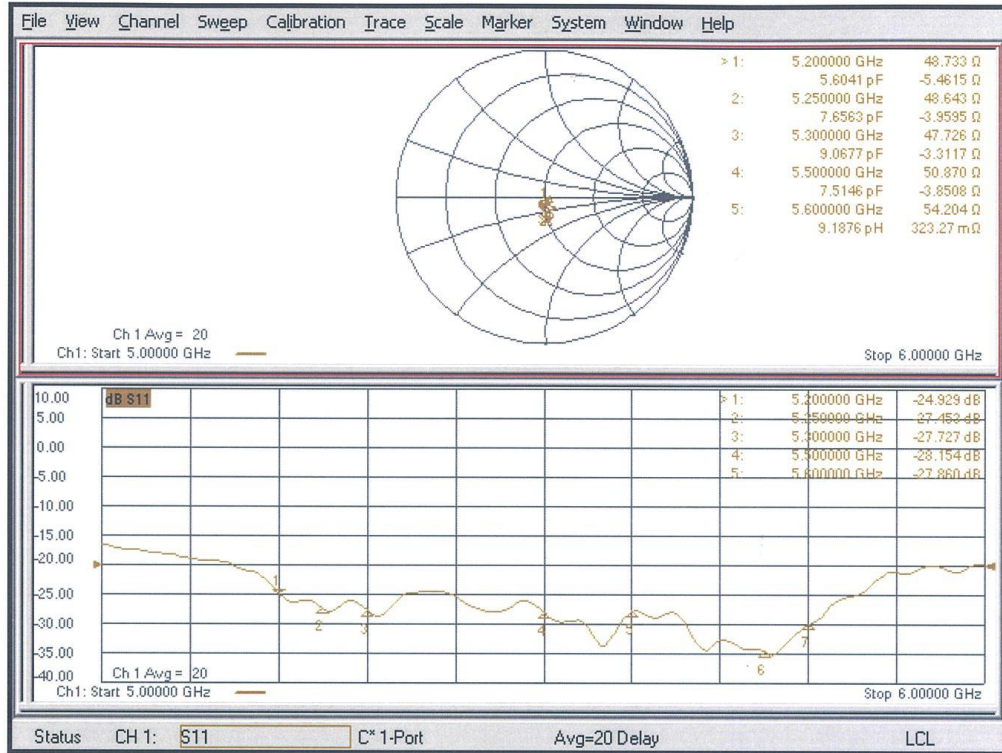 File View Channel Sweep Calibration Trace Scale Marker System Window Help
> 1: 5.200000 GHz 48.733 Ω
5.6041 pF -5.4615 Ω
2: 5.250000 GHz 48.643 Ω
7.6563 pF -3.9595 Ω
3: 5.300000 GHz 47.726 Ω
9.0677 pF -3.3117 Ω
4: 5.500000 GHz 50.870 Ω
7.5146 pF -3.8508 Ω
5: 5.600000 GHz 54.204 Ω
9.1876 pH 323.27 mΩ
1
Ch 1 Avg = 20
Ch1: Start 5.00000 GHz
Stop 6.00000 GHz
dB S11
> 1: 5.200000 GHz -24.929 dB
2: 5.250000 GHz -27.453 dB
3: 5.300000 GHz -27.727 dB
4: 5.500000 GHz -28.154 dB
5: 5.600000 GHz -27.860 dB
10.00
5.00
0.00
-5.00
-10.00
-15.00
-20.00
-25.00
-30.00
-35.00
-40.00
1
2
3
4
5
6
7
Ch 1 Avg = 20
Ch1: Start 5.00000 GHz
Stop 6.00000 GHz
Status CH 1: S11 C* 1-Port Avg=20 Delay LCL